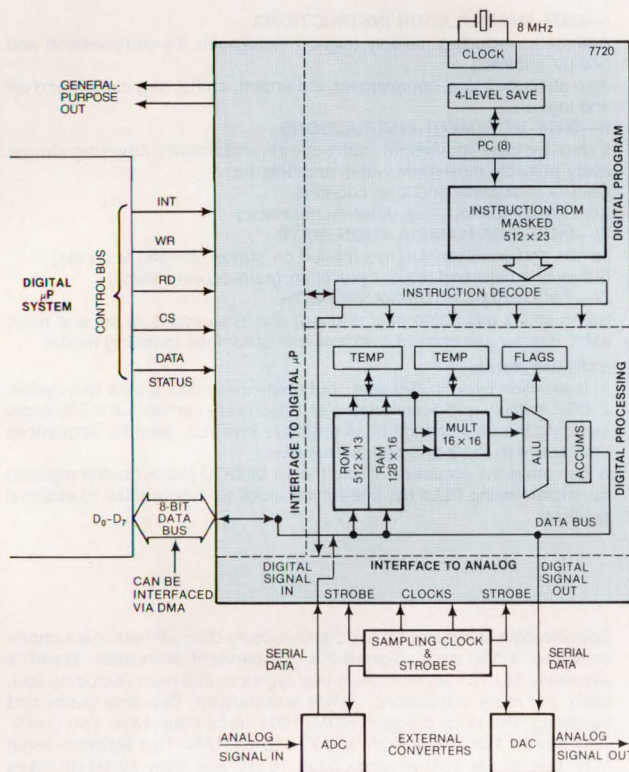 8 MHz
7720
CLOCK
4 LEVEL SAVE
PC (8)
INSTRUCTION ROM
MASKED
512 × 23
INSTRUCTION DECODE
DIGITAL PROGRAM
GENERAL
PURPOSE
OUT
DIGITAL
μP
SYSTEM
CONTROL BUS
INT
WR
RD
CS
DATA
STATUS
D₀–D₇
8-BIT
DATA
BUS
CAN BE
INTERFACED
VIA DMA
INTERFACE DIGITAL μP
TEMP
TEMP
FLAGS
ROM
512 × 13
RAM
128 × 16
MULT
16 × 16
ALU
ACCUMS
DIGITAL PROCESSING
DATA BUS
DIGITAL
SIGNAL
IN
INTERFACE TO ANALOG
DIGITAL
SIGNAL
OUT
STROBE
CLOCKS
STROBE
SERIAL
DATA
SAMPLING CLOCK
&
STROBES
SERIAL
DATA
ANALOG
SIGNAL IN
ADC
EXTERNAL
CONVERTERS
DAC
ANALOG
SIGNAL OUT